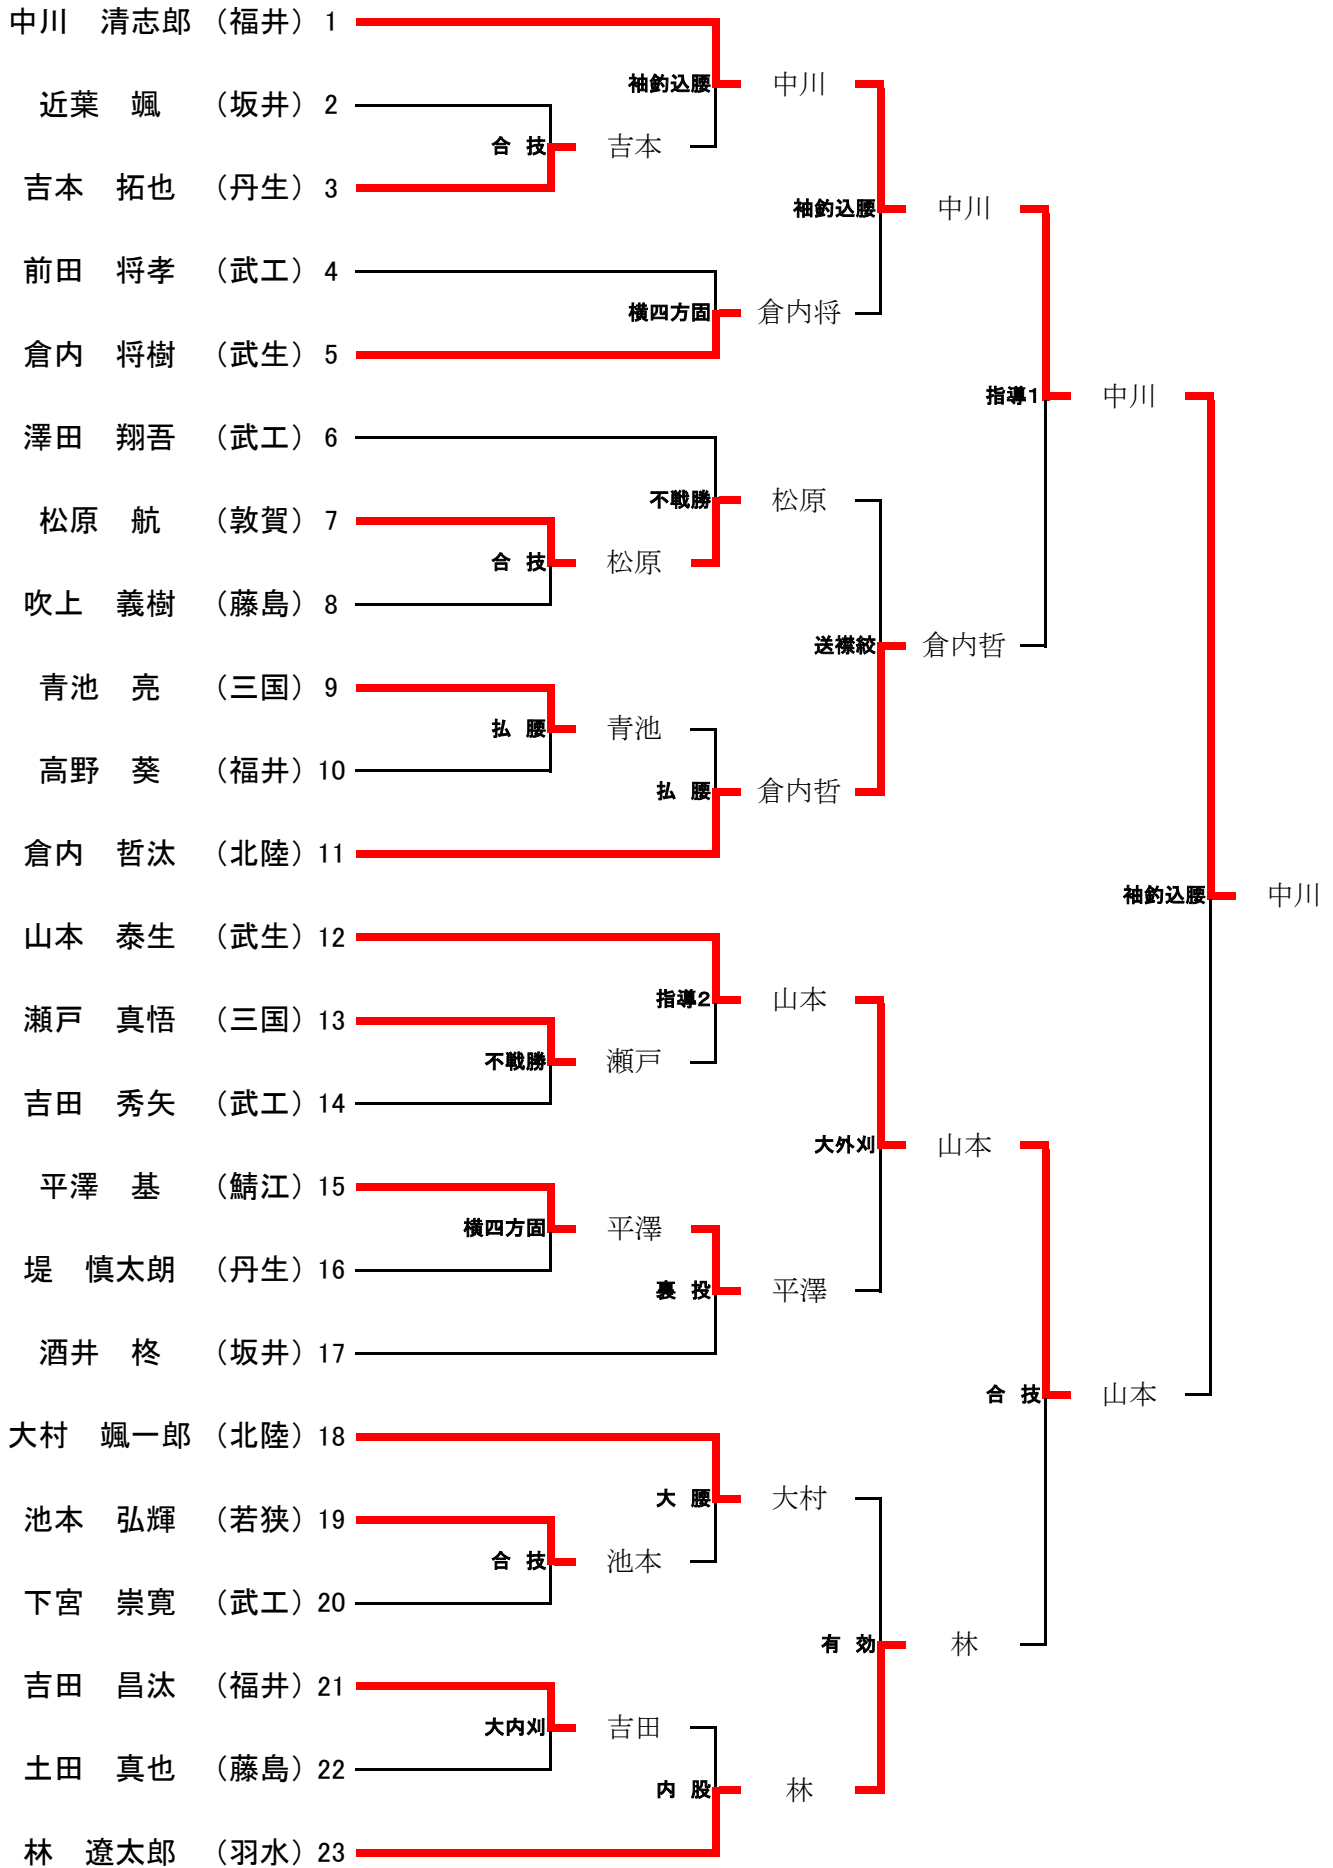 中川　清志郎 （福井） 1
袖釣込腰 中川
近葉　颯 （坂井） 2
合 技 吉本
吉本　拓也 （丹生） 3
袖釣込腰 中川
前田　将孝 （武工） 4
横四方固 倉内将
倉内　将樹 （武生） 5
指導1 中川
澤田　翔吾 （武工） 6
不戦勝 松原
松原　航 （敦賀） 7
合 技 松原
吹上　義樹 （藤島） 8
送襟絞 倉内哲
青池　亮 （三国） 9
払 腰 青池
高野　葵 （福井） 10
払 腰 倉内哲
倉内　哲汰 （北陸） 11
袖釣込腰 中川
山本　泰生 （武生） 12
指導2 山本
瀬戸　真悟 （三国） 13
不戦勝 瀬戸
吉田　秀矢 （武工） 14
大外刈 山本
平澤　基 （鯖江） 15
横四方固 平澤
堤　慎太朗 （丹生） 16
裏 投 平澤
酒井　柊 （坂井） 17
合 技 山本
大村　颯一郎 （北陸） 18
大 腰 大村
池本　弘輝 （若狭） 19
合 技 池本
下宮　崇寛 （武工） 20
有 効 林
吉田　昌汰 （福井） 21
大内刈 吉田
土田　真也 （藤島） 22
内 股 林
林　遼太郎 （羽水） 23